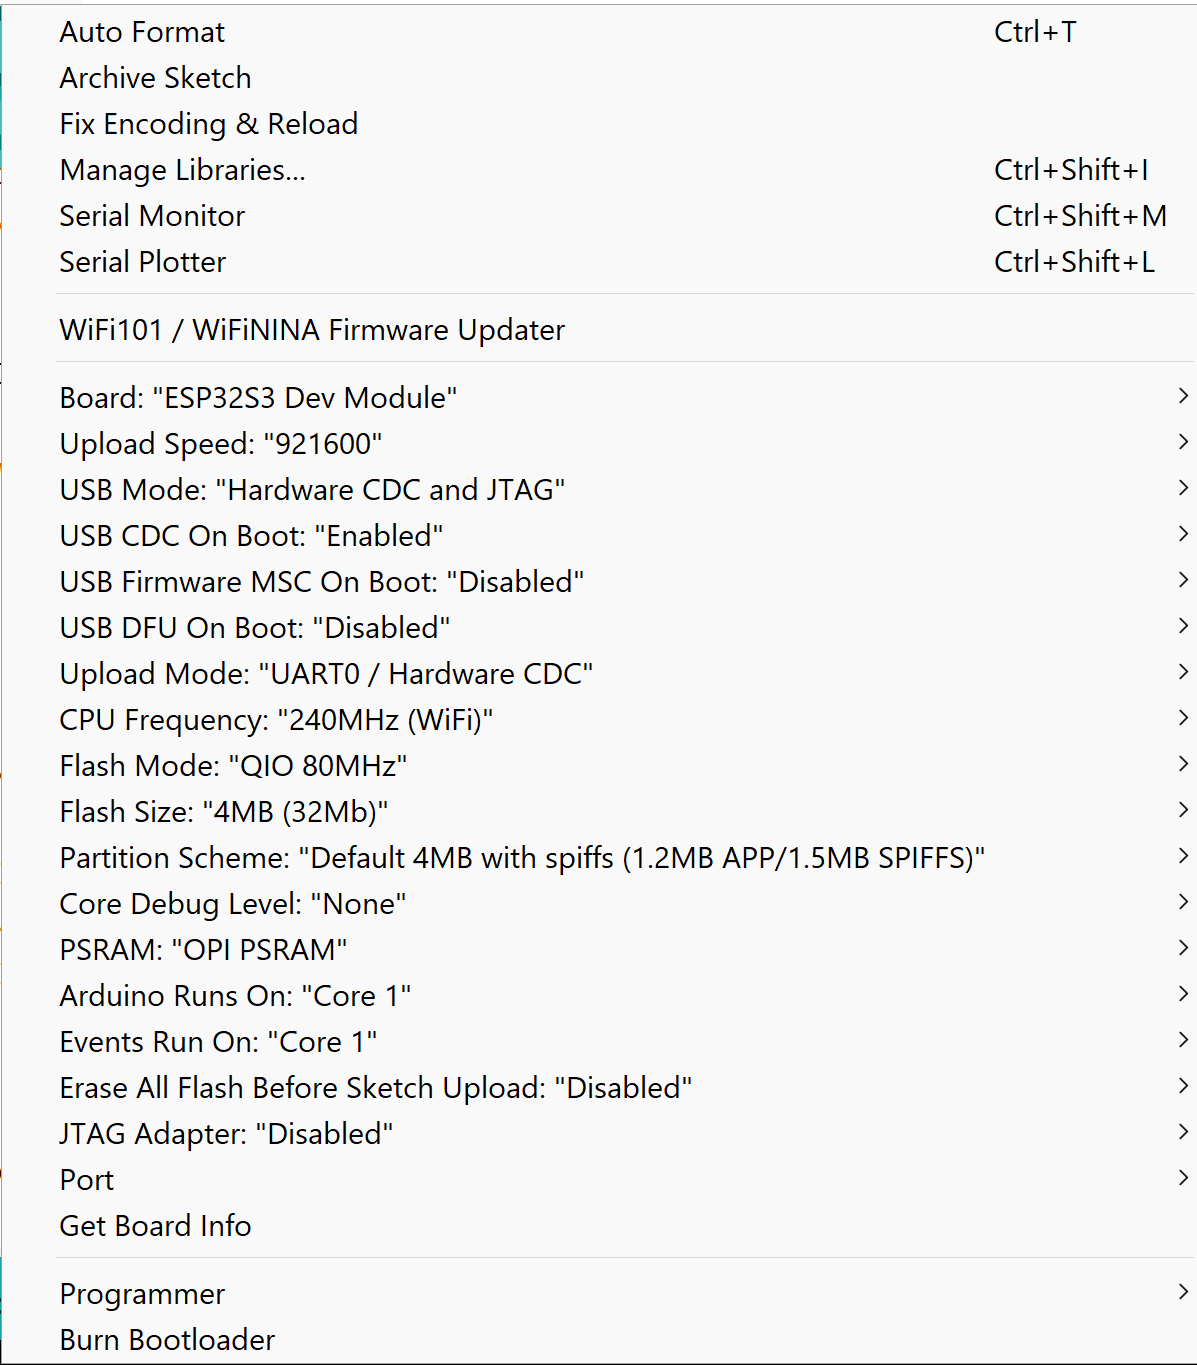 Auto Format Ctrl+T
Archive Sketch
Fix Encoding & Reload
Manage Libraries... Ctrl+Shift+I
Serial Monitor Ctrl+Shift+M
Serial Plotter Ctrl+Shift+L
WiFi101 / WiFiNINA Firmware Updater
Board: "ESP32S3 Dev Module"
Upload Speed: "921600"
USB Mode: "Hardware CDC and JTAG"
USB CDC On Boot: "Enabled"
USB Firmware MSC On Boot: "Disabled"
USB DFU On Boot: "Disabled"
Upload Mode: "UART0 / Hardware CDC"
CPU Frequency: "240MHz (WiFi)"
Flash Mode: "QIO 80MHz"
Flash Size: "4MB (32Mb)"
Partition Scheme: "Default 4MB with spiffs (1.2MB APP/1.5MB SPIFFS)"
Core Debug Level: "None"
PSRAM: "OPI PSRAM"
Arduino Runs On: "Core 1"
Events Run On: "Core 1"
Erase All Flash Before Sketch Upload: "Disabled"
JTAG Adapter: "Disabled"
Port
Get Board Info
Programmer
Burn Bootloader